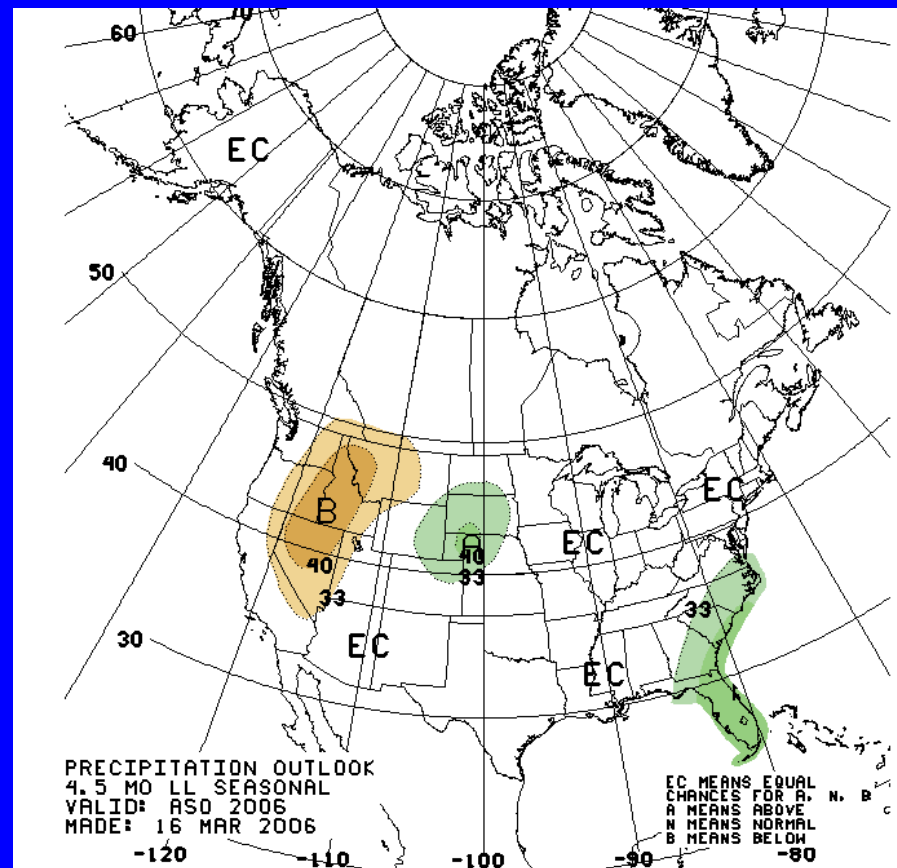 70
60
EC
50
40
B
EC
A
40
33
EC
40
33
33
EC
EC
30
PRECIPITATION OUTLOOK
4.5 MO LL SEASONAL
VALID: ASO 2006
MADE: 16 MAR 2006
EC MEANS EQUAL
CHANCES FOR A, N, B
A MEANS ABOVE
N MEANS NORMAL
B MEANS BELOW
-120
-110
-100
-90
-80